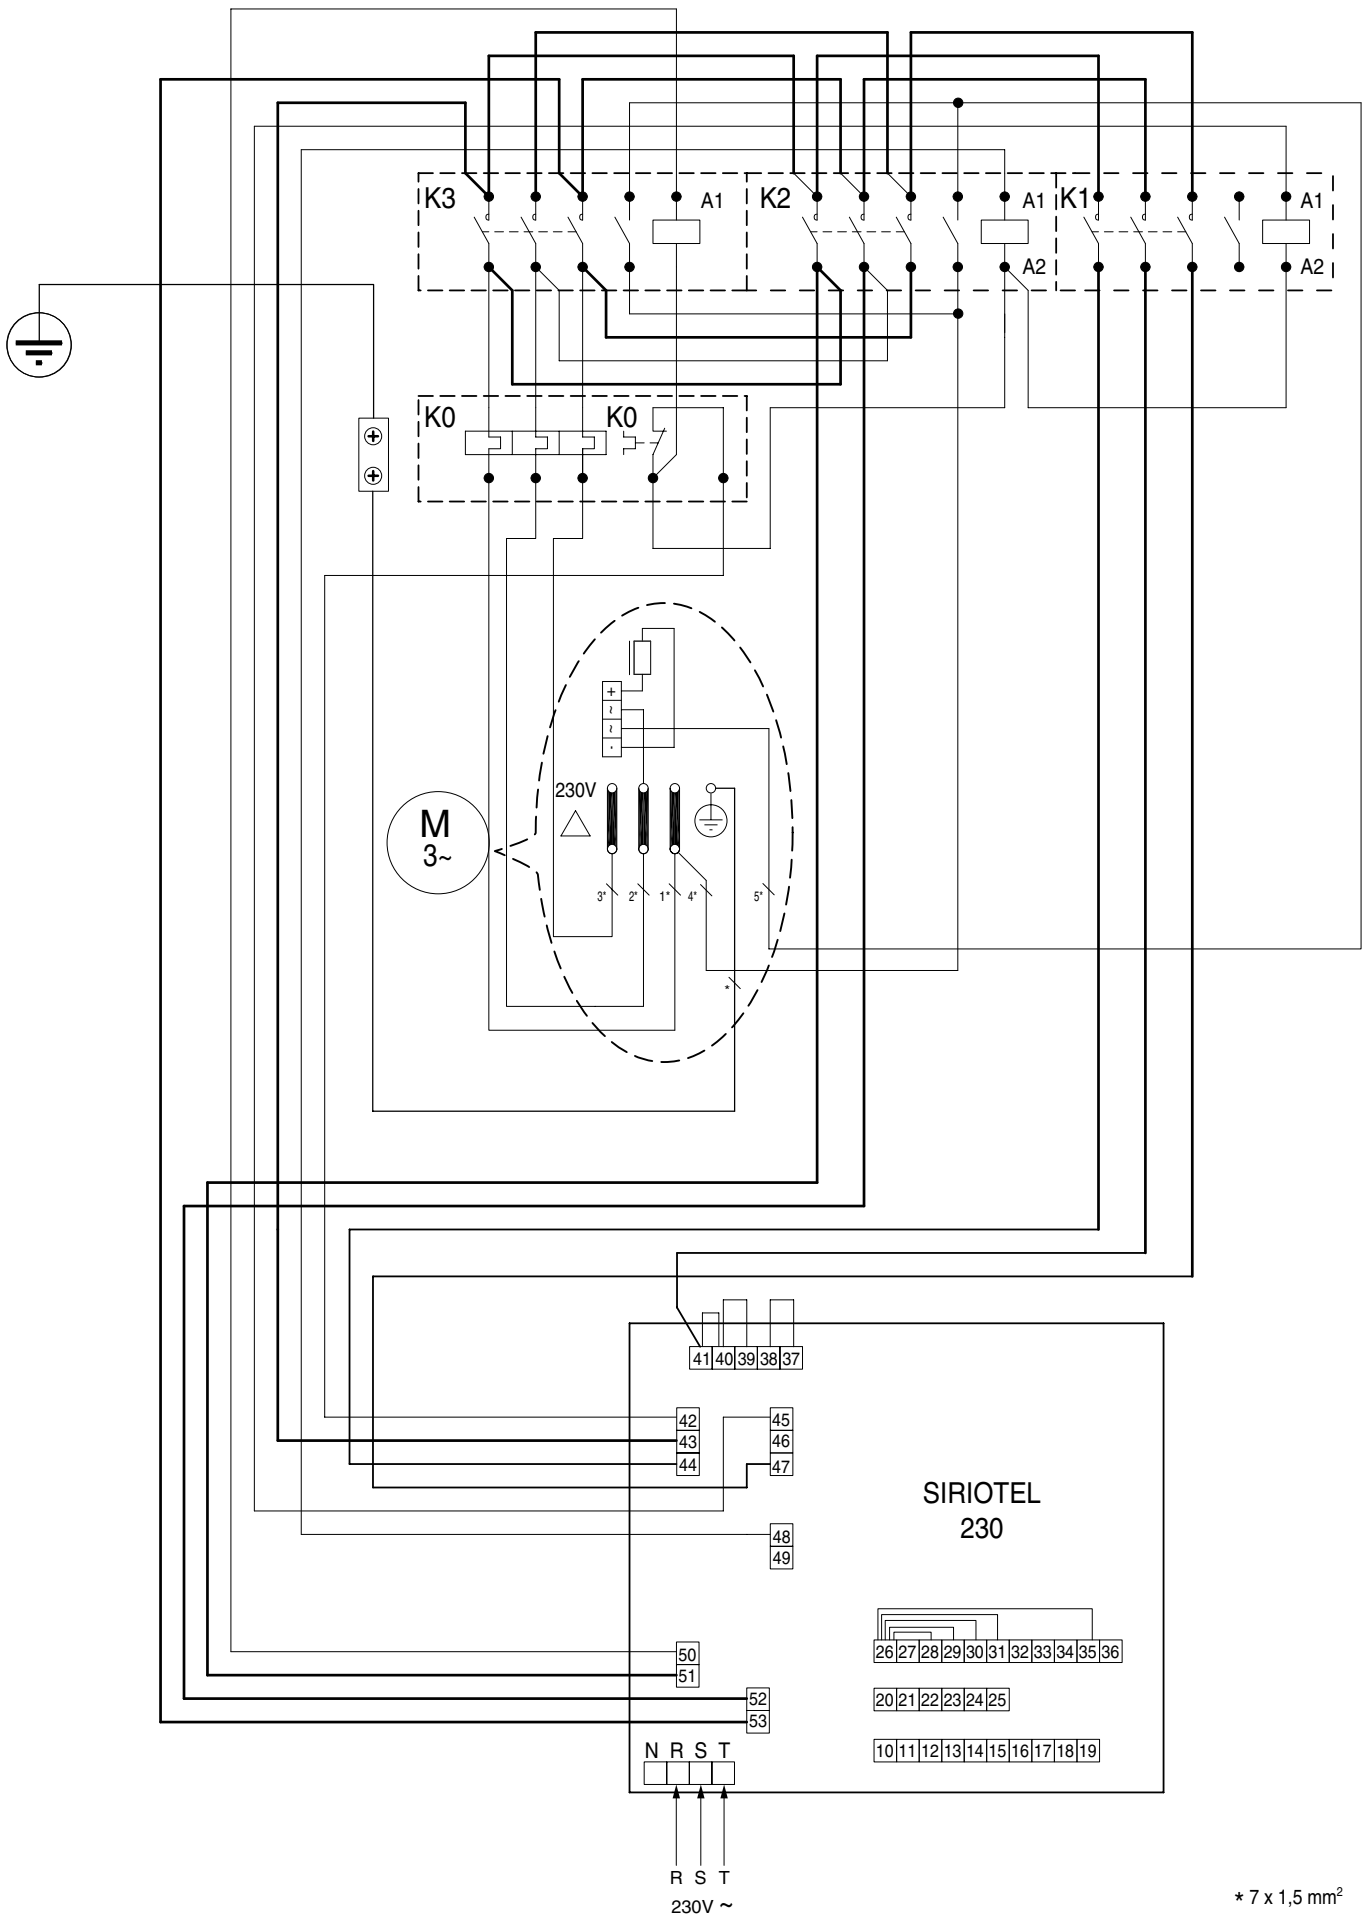 K3 A1 K2 A1 K1 A1
A2 A2
K0 K0
+
~
~
-
230V
M
3~
3* 2* 1* 4* 5*
*
41 40 39 38 37
42 45
43 46
44 47
SIRIOTEL
230
48
49
50
51
52
53
26 27 28 29 30 31 32 33 34 35 36
20 21 22 23 24 25
10 11 12 13 14 15 16 17 18 19
N R S T
R S T
230V ~
* 7 x 1,5 mm²